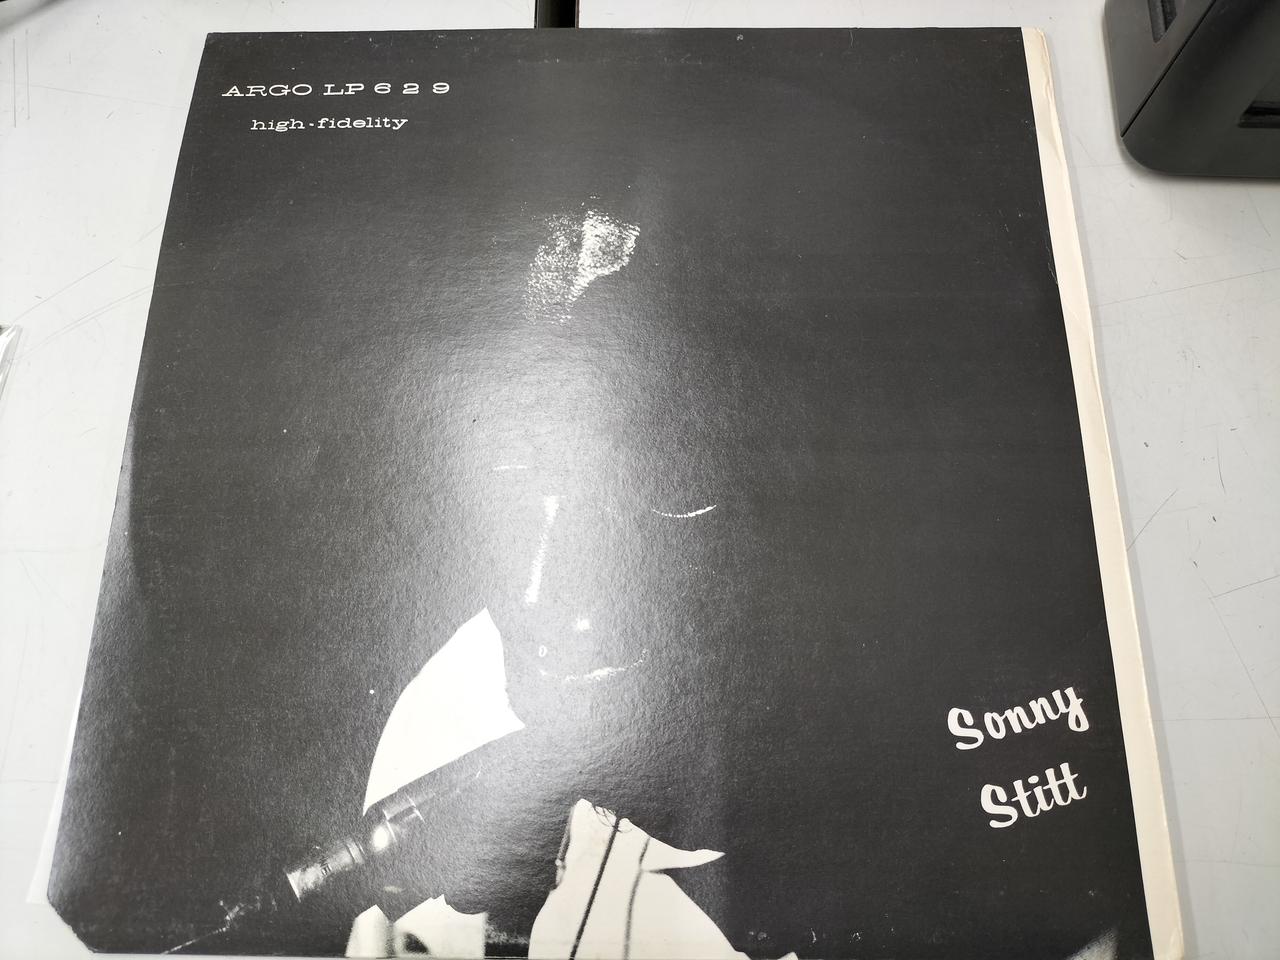 ARGO LP 6 2 9
high-fidelity
Sonny
Stitt